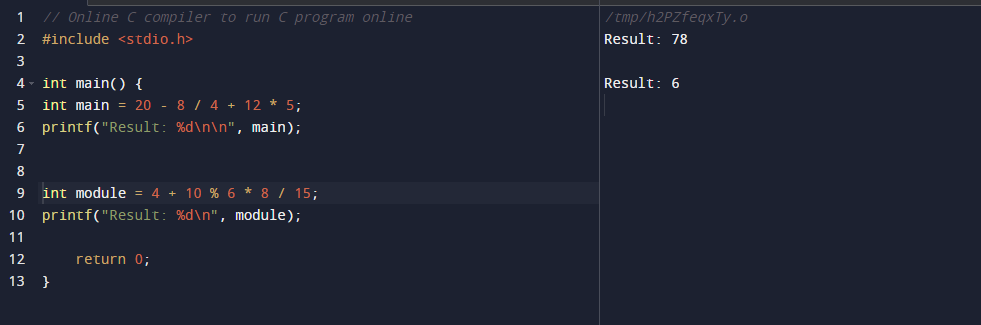 1 // Online C compiler to run C program online
2 #include <stdio.h>
3
4 int main() {
5 int main = 20 - 8 / 4 + 12 * 5;
6 printf("Result: %d\n\n", main);
7
8
9 int module = 4 + 10 % 6 * 8 / 15;
10 printf("Result: %d\n", module);
11
12     return 0;
13 }
/tmp/h2PZfeqxTy.o
Result: 78
Result: 6